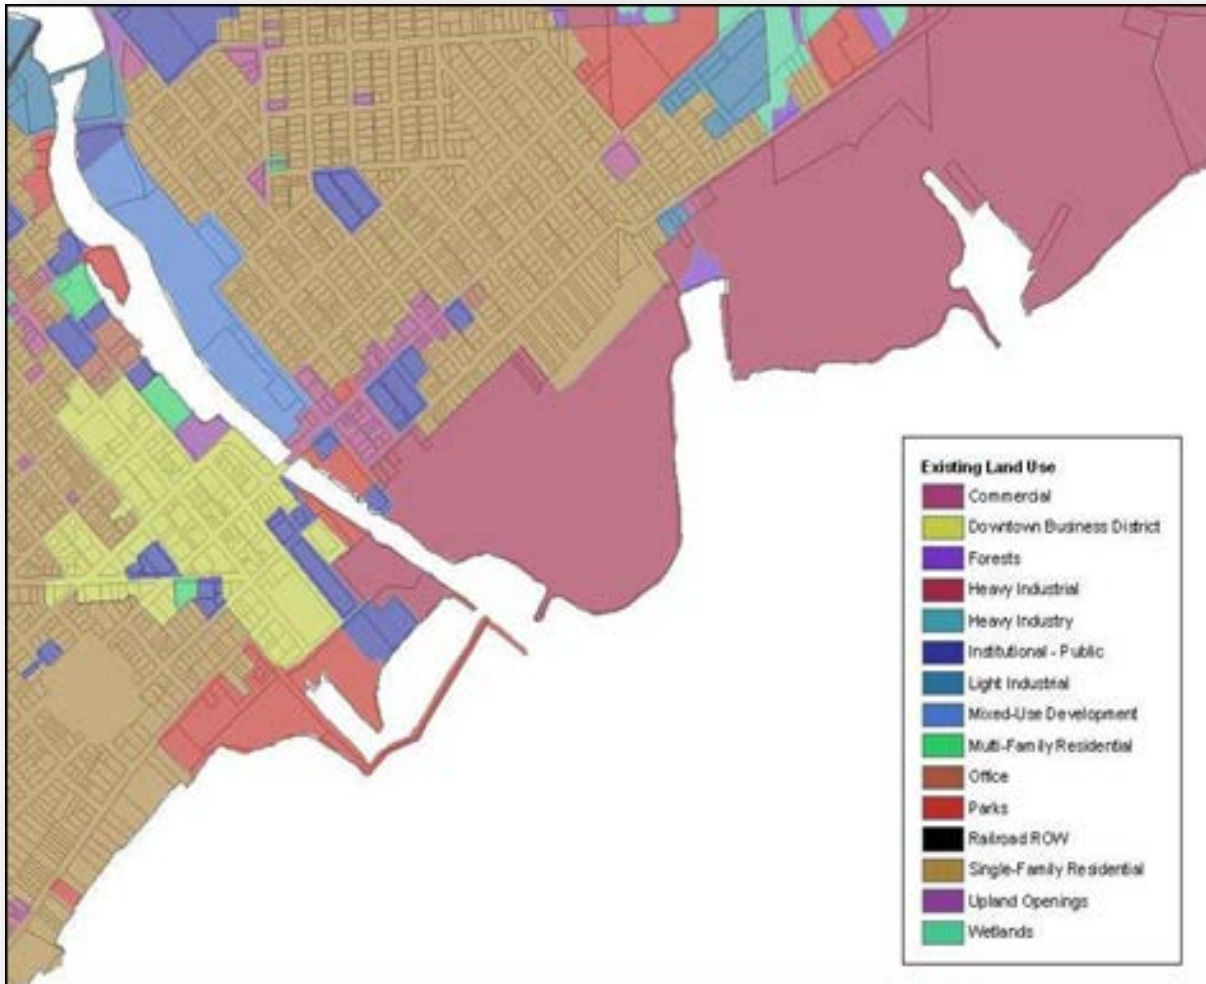 Existing Land Use
Commercial
Downtown Business District
Forests
Heavy Industrial
Heavy Industry
Institutional - Public
Light Industrial
Mixed-Use Development
Multi-Family Residential
Office
Parks
Railroad ROW
Single-Family Residential
Upland Openings
Wetlands